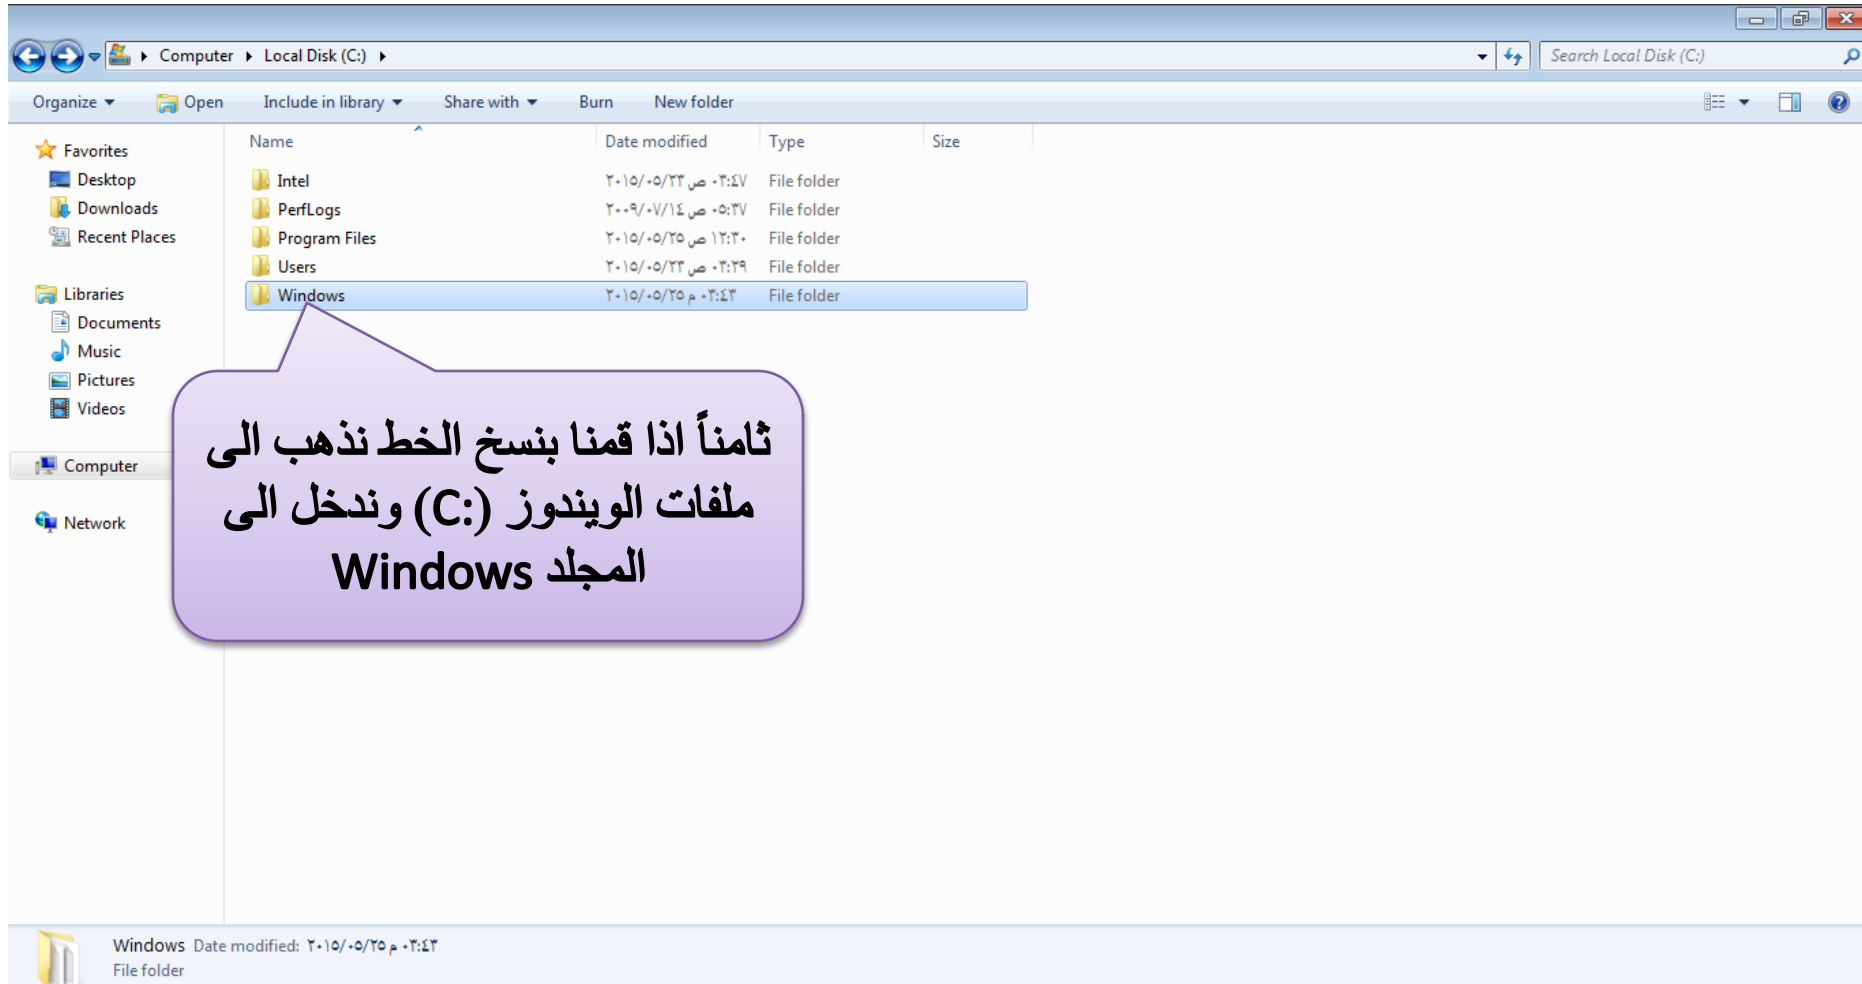 Computer ▸ Local Disk (C:) ▸
Search Local Disk (C:)
Organize Open Include in library Share with Burn New folder
Name Date modified Type Size
Favorites
Desktop
Downloads
Recent Places
Libraries
Documents
Music
Pictures
Videos
Computer
Network
Intel ٢٠١٥/٠٥/٢٣ ص ٠٣:٤٧ File folder
PerfLogs ٢٠٠٩/٠٧/١٤ ص ٠٥:٣٧ File folder
Program Files ٢٠١٥/٠٥/٢٥ ص ١٢:٣٠ File folder
Users ٢٠١٥/٠٥/٢٣ ص ٠٣:٢٩ File folder
Windows ٢٠١٥/٠٥/٢٥ م ٠٣:٤٣ File folder
ثامناً اذا قمنا بنسخ الخط نذهب الى
ملفات الويندوز (C:) وندخل الى
المجلد Windows
Windows Date modified: ٢٠١٥/٠٥/٢٥ م ٠٣:٤٣
File folder